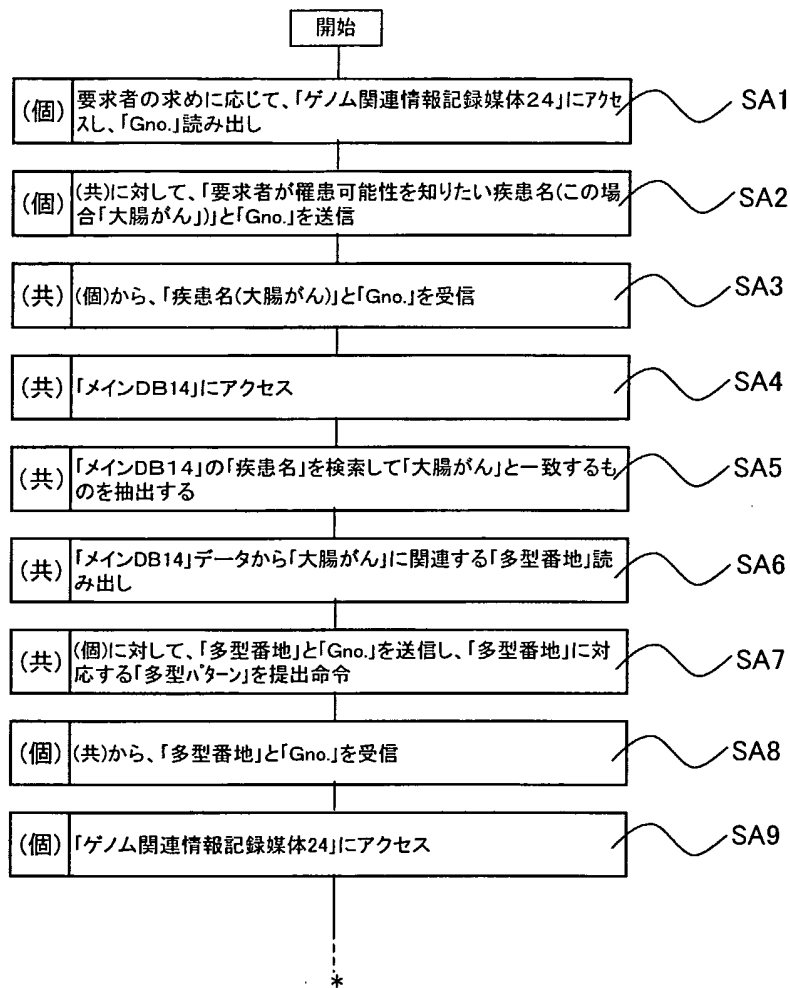 開始
(個) 要求者の求めに応じて、「ゲノム関連情報記録媒体24」にアクセ
スし、「Gno.」読み出し
SA1
(個) (共)に対して、「要求者が罹患可能性を知りたい疾患名(この場
合「大腸がん」)」と「Gno.」を送信
SA2
(共) (個)から、「疾患名(大腸がん)」と「Gno.」を受信
SA3
(共) 「メインDB14」にアクセス
SA4
(共) 「メインDB14」の「疾患名」を検索して「大腸がん」と一致するも
のを抽出する
SA5
(共) 「メインDB14」データから「大腸がん」に関連する「多型番地」読
み出し
SA6
(共) (個)に対して、「多型番地」と「Gno.」を送信し、「多型番地」に対
応する「多型パターン」を提出命令
SA7
(個) (共)から、「多型番地」と「Gno.」を受信
SA8
(個) 「ゲノム関連情報記録媒体24」にアクセス
SA9
*